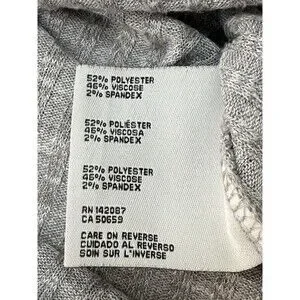 52% POLYESTER
46% VISCOSE
2% SPANDEX
52% POLIÉSTER
46% VISCOSA
2% SPANDEX
52% POLYESTER
46% VISCOSE
2% SPANDEX
RN 142087
CA 50659
CARE ON REVERSE
CUIDADO AL REVERSO
SOIN SUR L'INVERSE